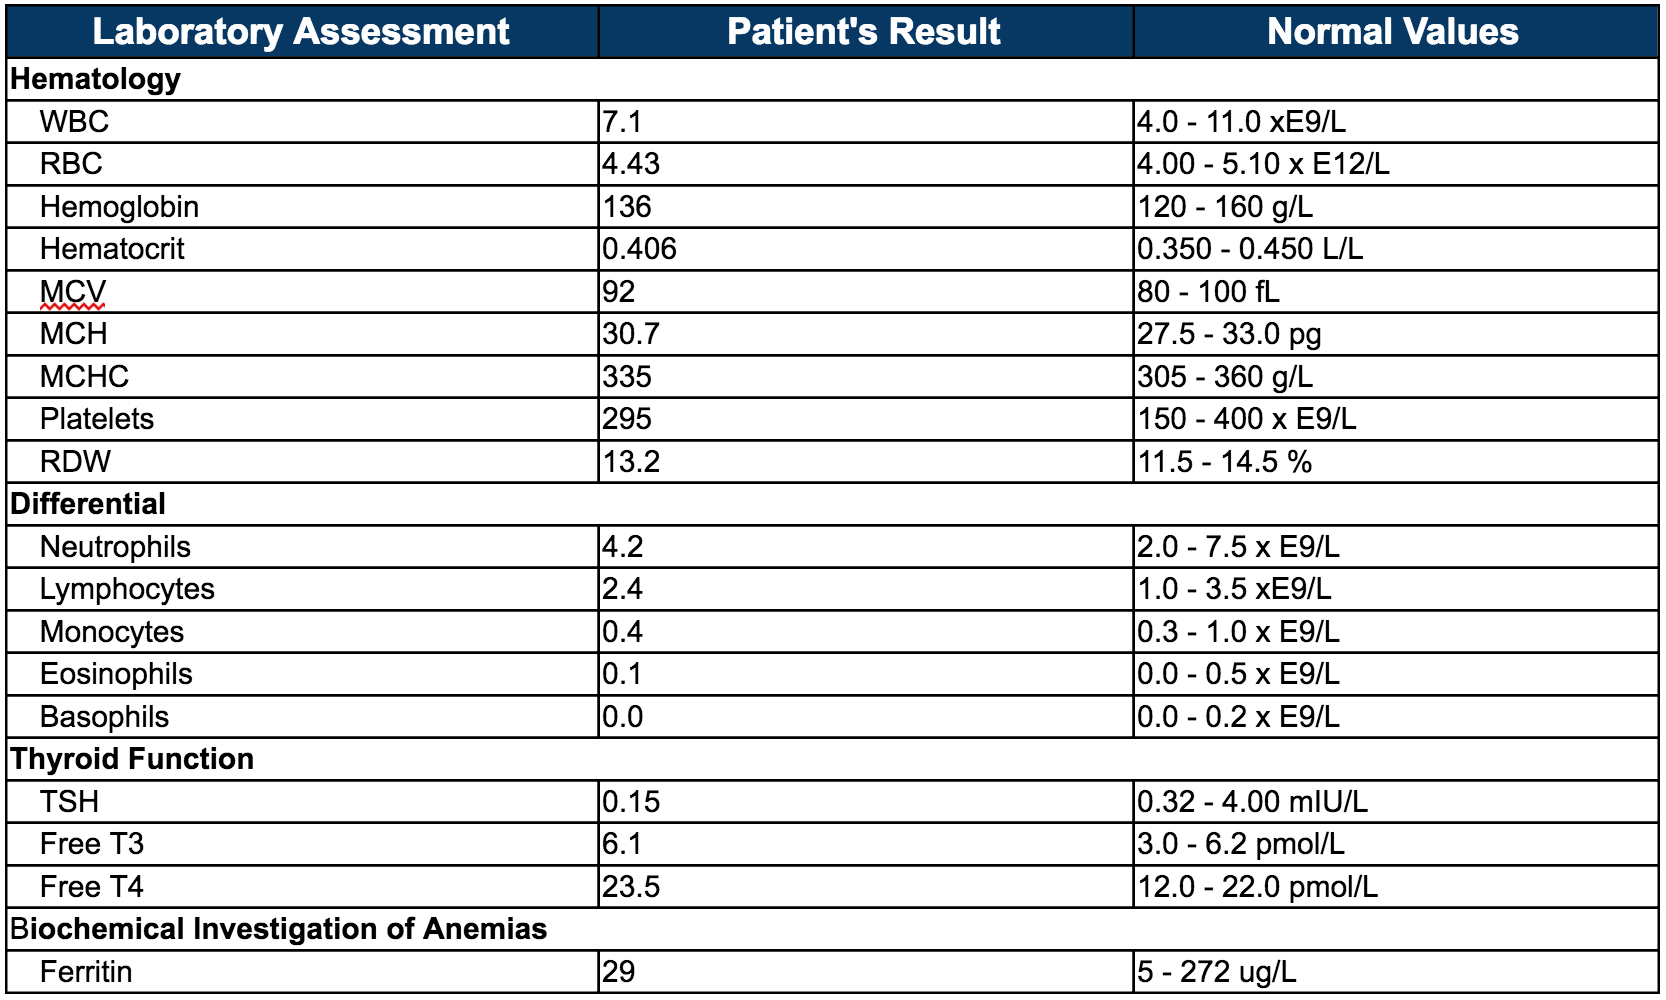 Laboratory Assessment Patient's Result Normal Values
Hematology
WBC 7.1 4.0 - 11.0 xE9/L
RBC 4.43 4.00 - 5.10 x E12/L
Hemoglobin 136 120 - 160 g/L
Hematocrit 0.406 0.350 - 0.450 L/L
MCV 92 80 - 100 fL
MCH 30.7 27.5 - 33.0 pg
MCHC 335 305 - 360 g/L
Platelets 295 150 - 400 x E9/L
RDW 13.2 11.5 - 14.5 %
Differential
Neutrophils 4.2 2.0 - 7.5 x E9/L
Lymphocytes 2.4 1.0 - 3.5 xE9/L
Monocytes 0.4 0.3 - 1.0 x E9/L
Eosinophils 0.1 0.0 - 0.5 x E9/L
Basophils 0.0 0.0 - 0.2 x E9/L
Thyroid Function
TSH 0.15 0.32 - 4.00 mIU/L
Free T3 6.1 3.0 - 6.2 pmol/L
Free T4 23.5 12.0 - 22.0 pmol/L
Biochemical Investigation of Anemias
Ferritin 29 5 - 272 ug/L